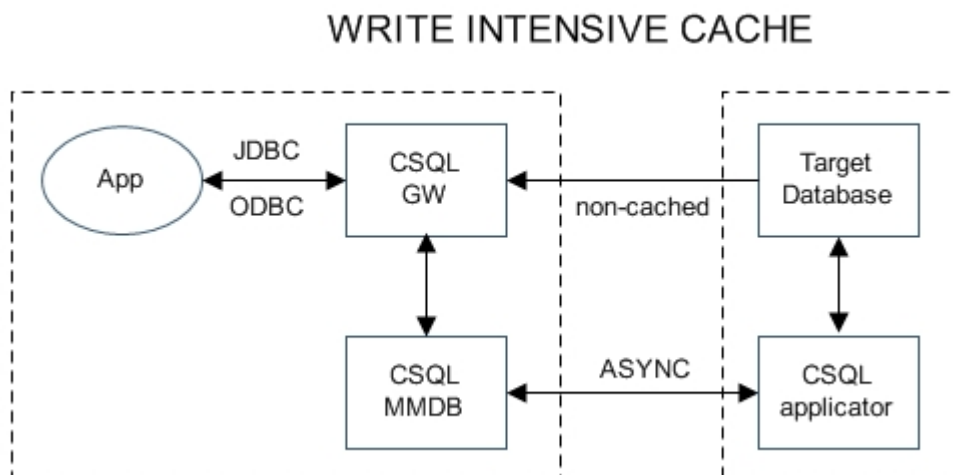 WRITE INTENSIVE CACHE
App
JDBC
ODBC
CSQL
GW
non-cached
Target
Database
CSQL
MMDB
ASYNC
CSQL
applicator